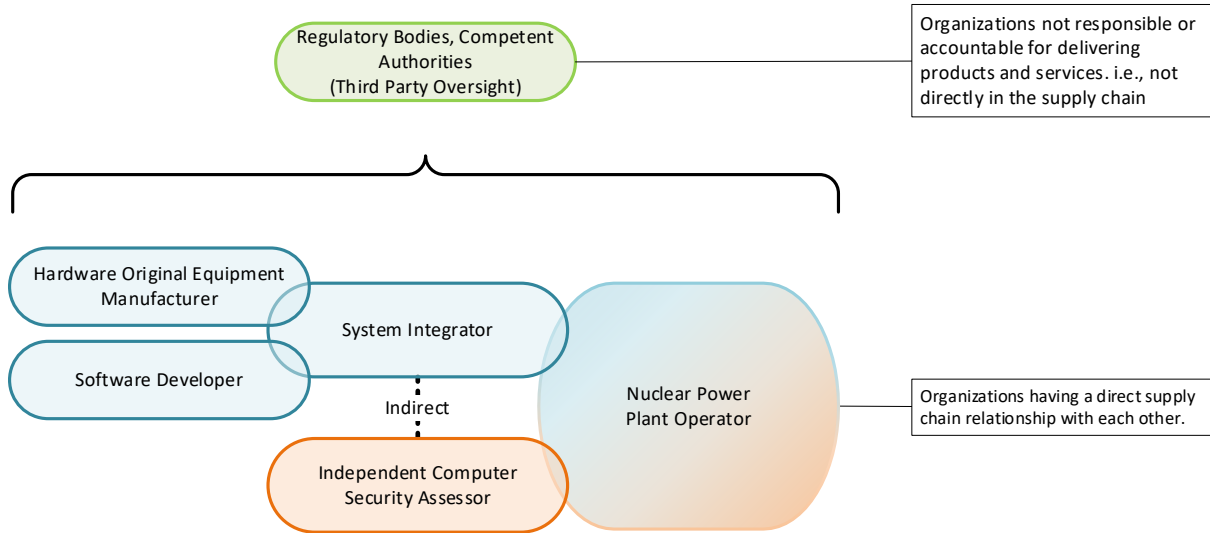 Regulatory Bodies, Competent
Authorities
(Third Party Oversight)
Organizations not responsible or
accountable for delivering
products and services. i.e., not
directly in the supply chain
Hardware Original Equipment
Manufacturer
System Integrator
Software Developer
Indirect
Nuclear Power
Plant Operator
Organizations having a direct supply
chain relationship with each other.
Independent Computer
Security Assessor